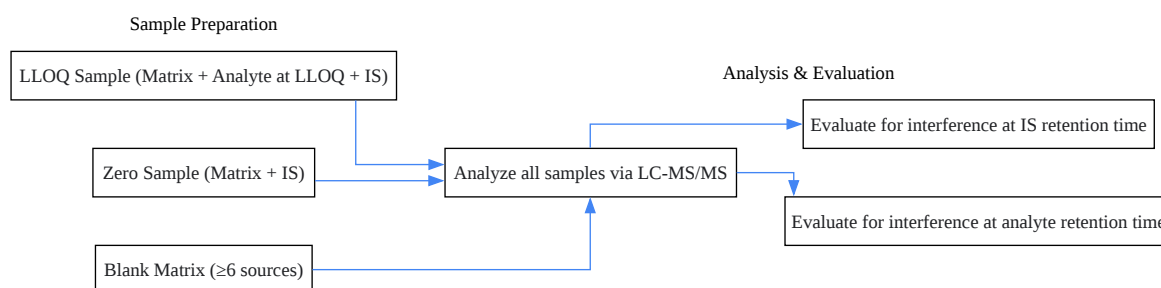 Sample Preparation
LLOQ Sample (Matrix + Analyte at LLOQ + IS)
Analysis & Evaluation
Evaluate for interference at IS retention time
Zero Sample (Matrix + IS)
Analyze all samples via LC-MS/MS
Evaluate for interference at analyte retention time
Blank Matrix (≥6 sources)